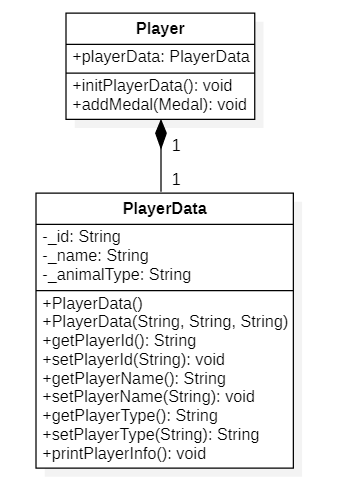 Player
+playerData: PlayerData
+initPlayerData(): void
+addMedal(Medal): void
1
1
PlayerData
-_id: String
-_name: String
-_animalType: String
+PlayerData()
+PlayerData(String, String, String)
+getPlayerId(): String
+setPlayerId(String): void
+getPlayerName(): String
+setPlayerName(String): void
+getPlayerType(): String
+setPlayerType(String): String
+printPlayerInfo(): void